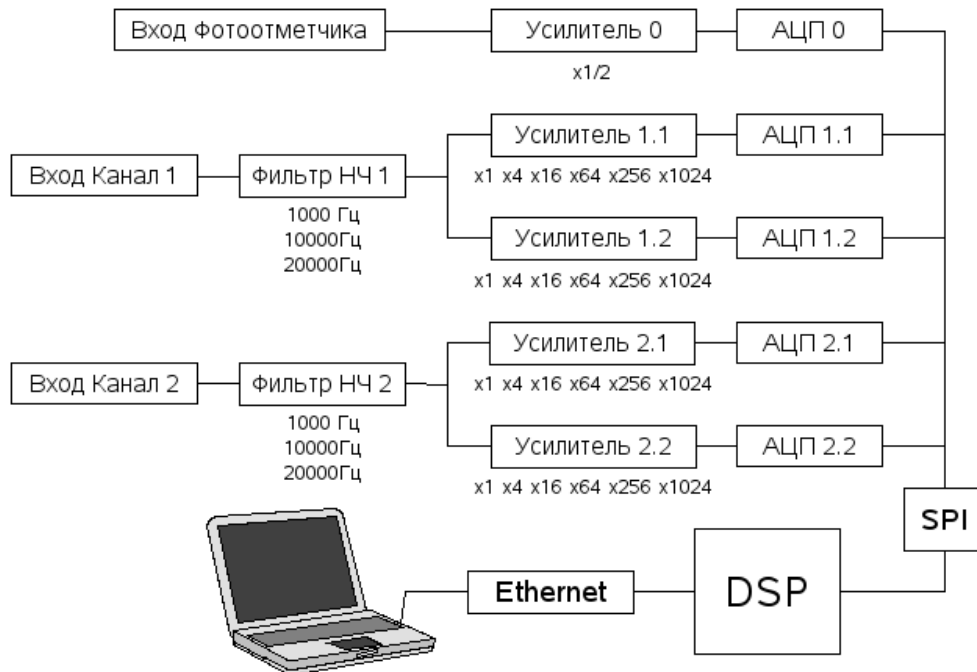 Вход Фотоотметчика
Усилитель 0
АЦП 0
x1/2
Усилитель 1.1
АЦП 1.1
x1 x4 x16 x64 x256 x1024
Вход Канал 1
Фильтр НЧ 1
1000 Гц
10000Гц
20000Гц
Усилитель 1.2
АЦП 1.2
x1 x4 x16 x64 x256 x1024
Усилитель 2.1
АЦП 2.1
x1 x4 x16 x64 x256 x1024
Вход Канал 2
Фильтр НЧ 2
1000 Гц
10000Гц
20000Гц
Усилитель 2.2
АЦП 2.2
x1 x4 x16 x64 x256 x1024
SPI
Ethernet
DSP